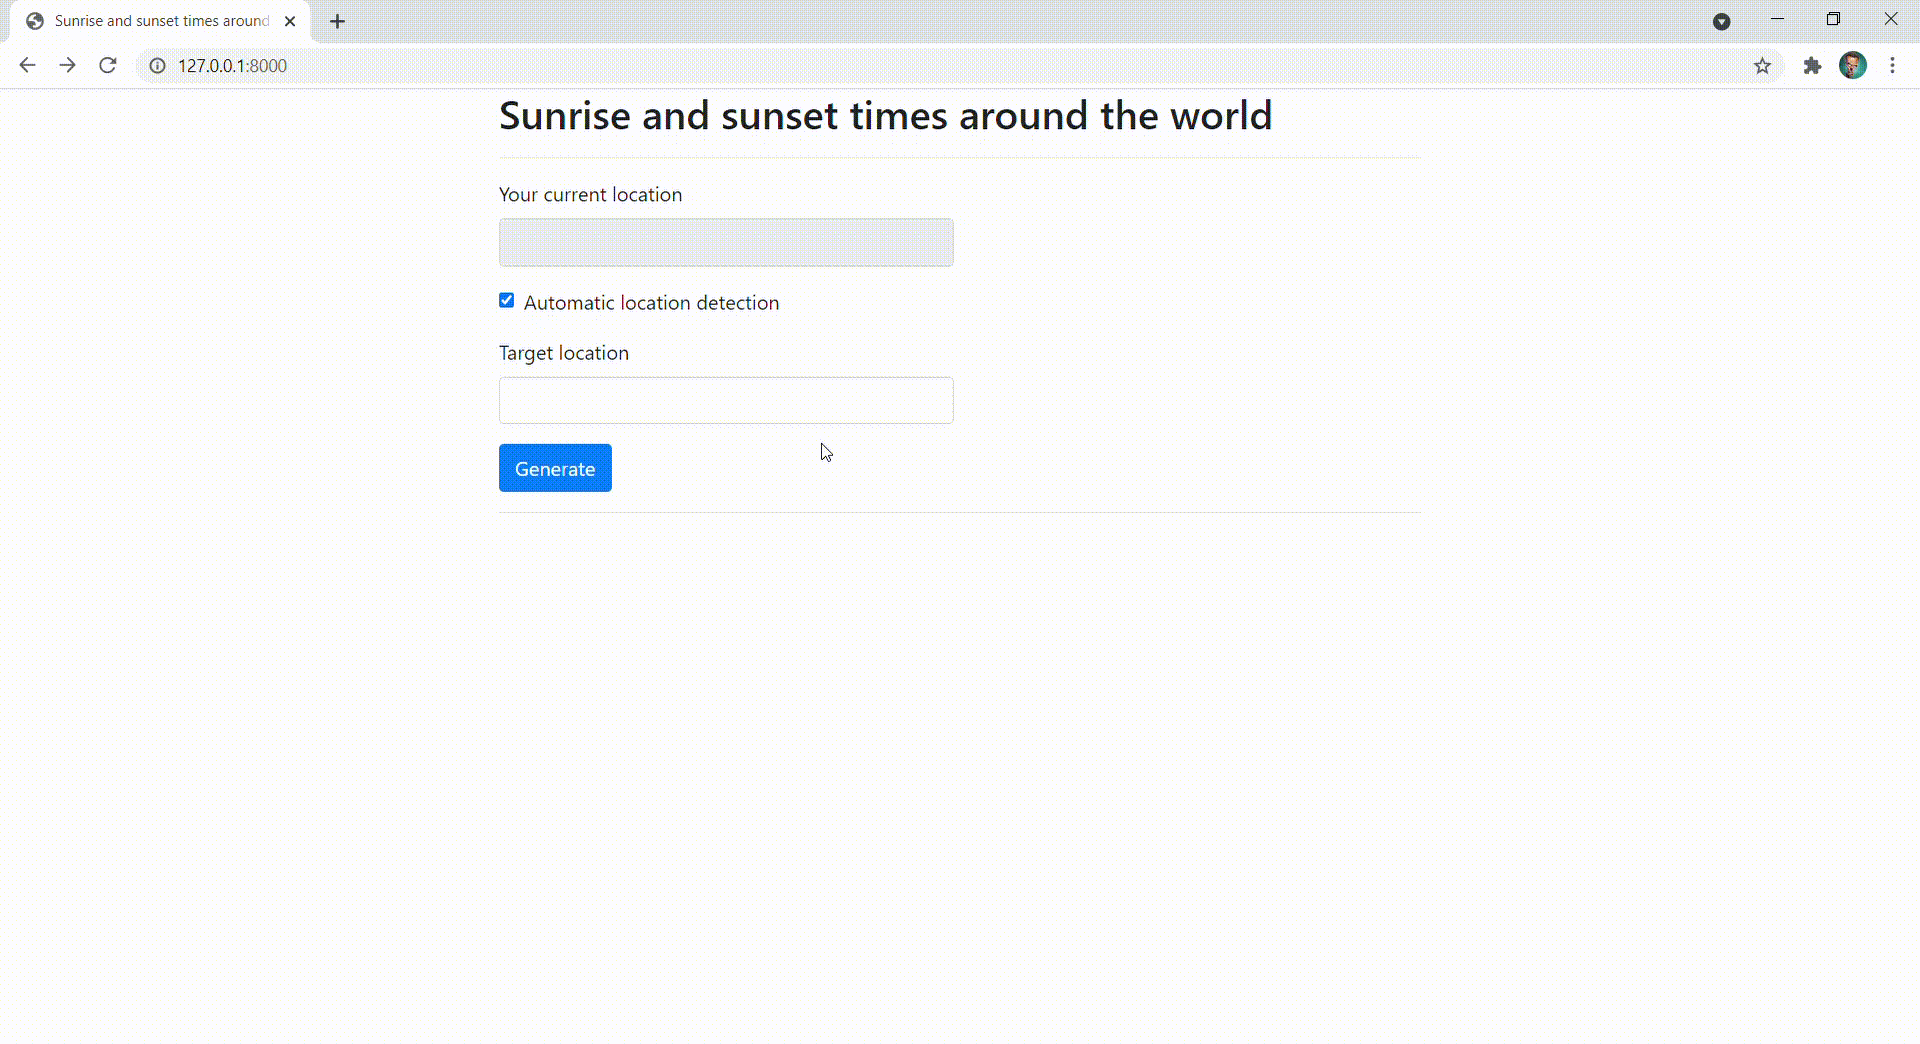 Sunrise and sunset times around
127.0.0.1:8000
Sunrise and sunset times around the world
Your current location
Automatic location detection
Target location
Generate